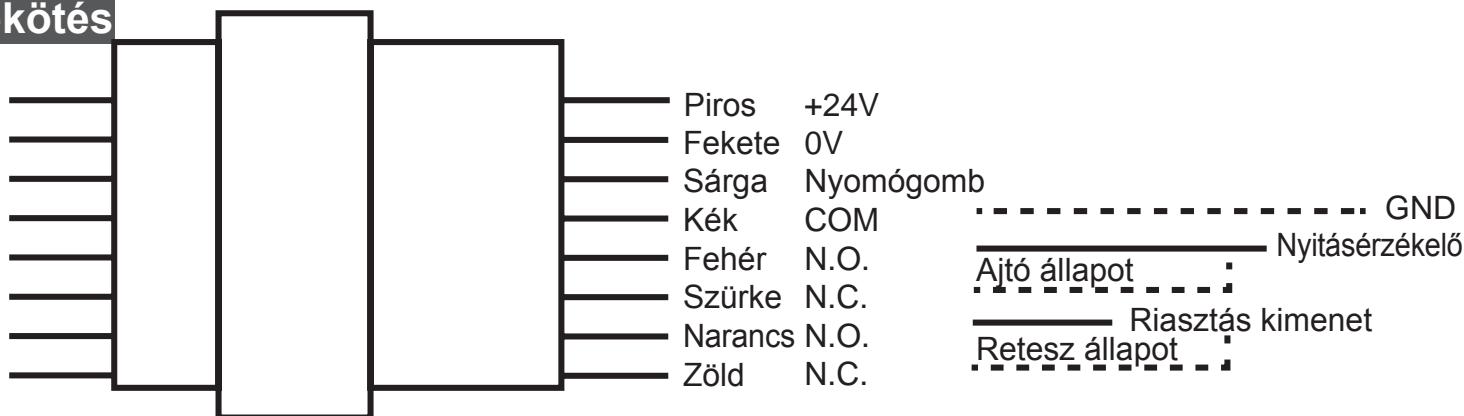 kötés
Piros +24V
Fekete 0V
Sárga Nyomógomb
Kék COM GND
Fehér N.O. Nyitásérzékelő
Ajtó állapot
Szürke N.C.
Narancs N.O. Riasztás kimenet
Retesz állapot
Zöld N.C.